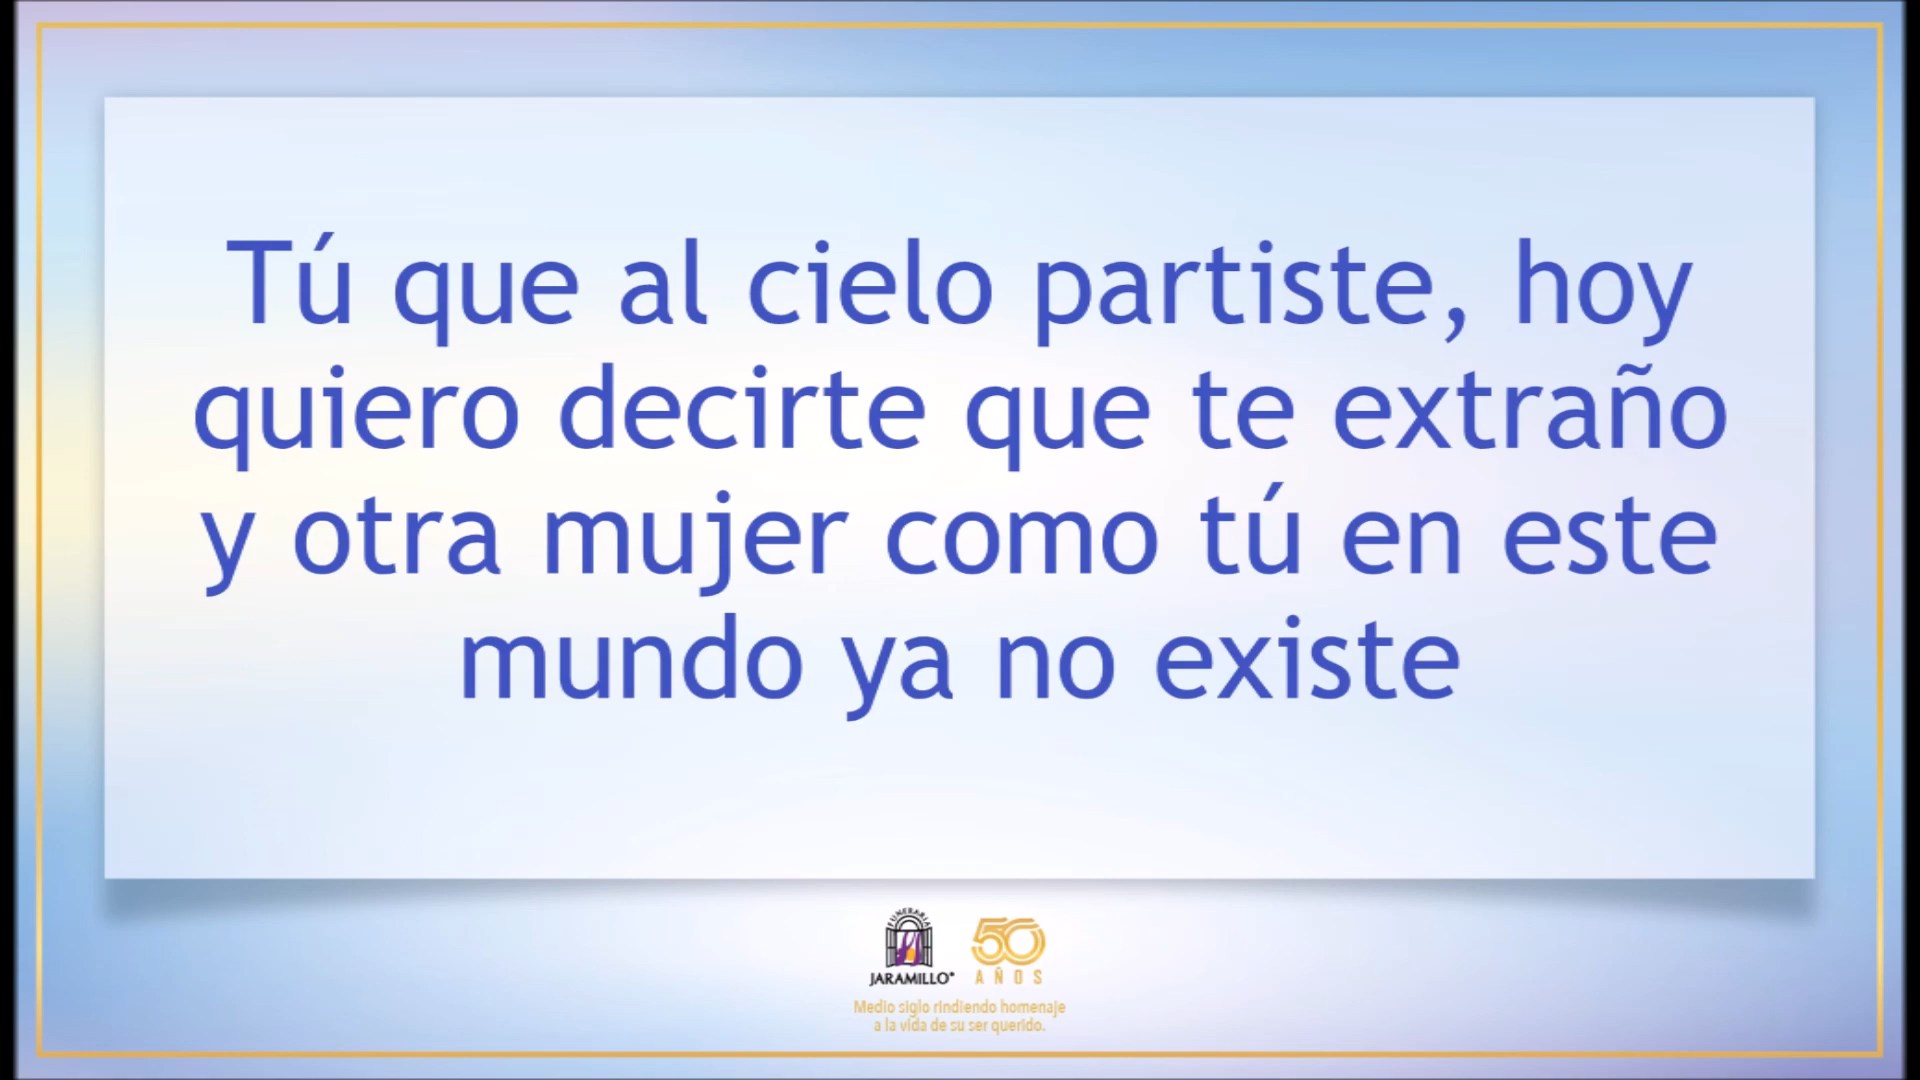 Tú que al cielo partiste, hoy
quiero decirte que te extraño
y otra mujer como tú en este
mundo ya no existe
FUNERARIA
JARAMILLO®
50
AÑOS
Medio siglo rindiendo homenaje
a la vida de su ser querido.